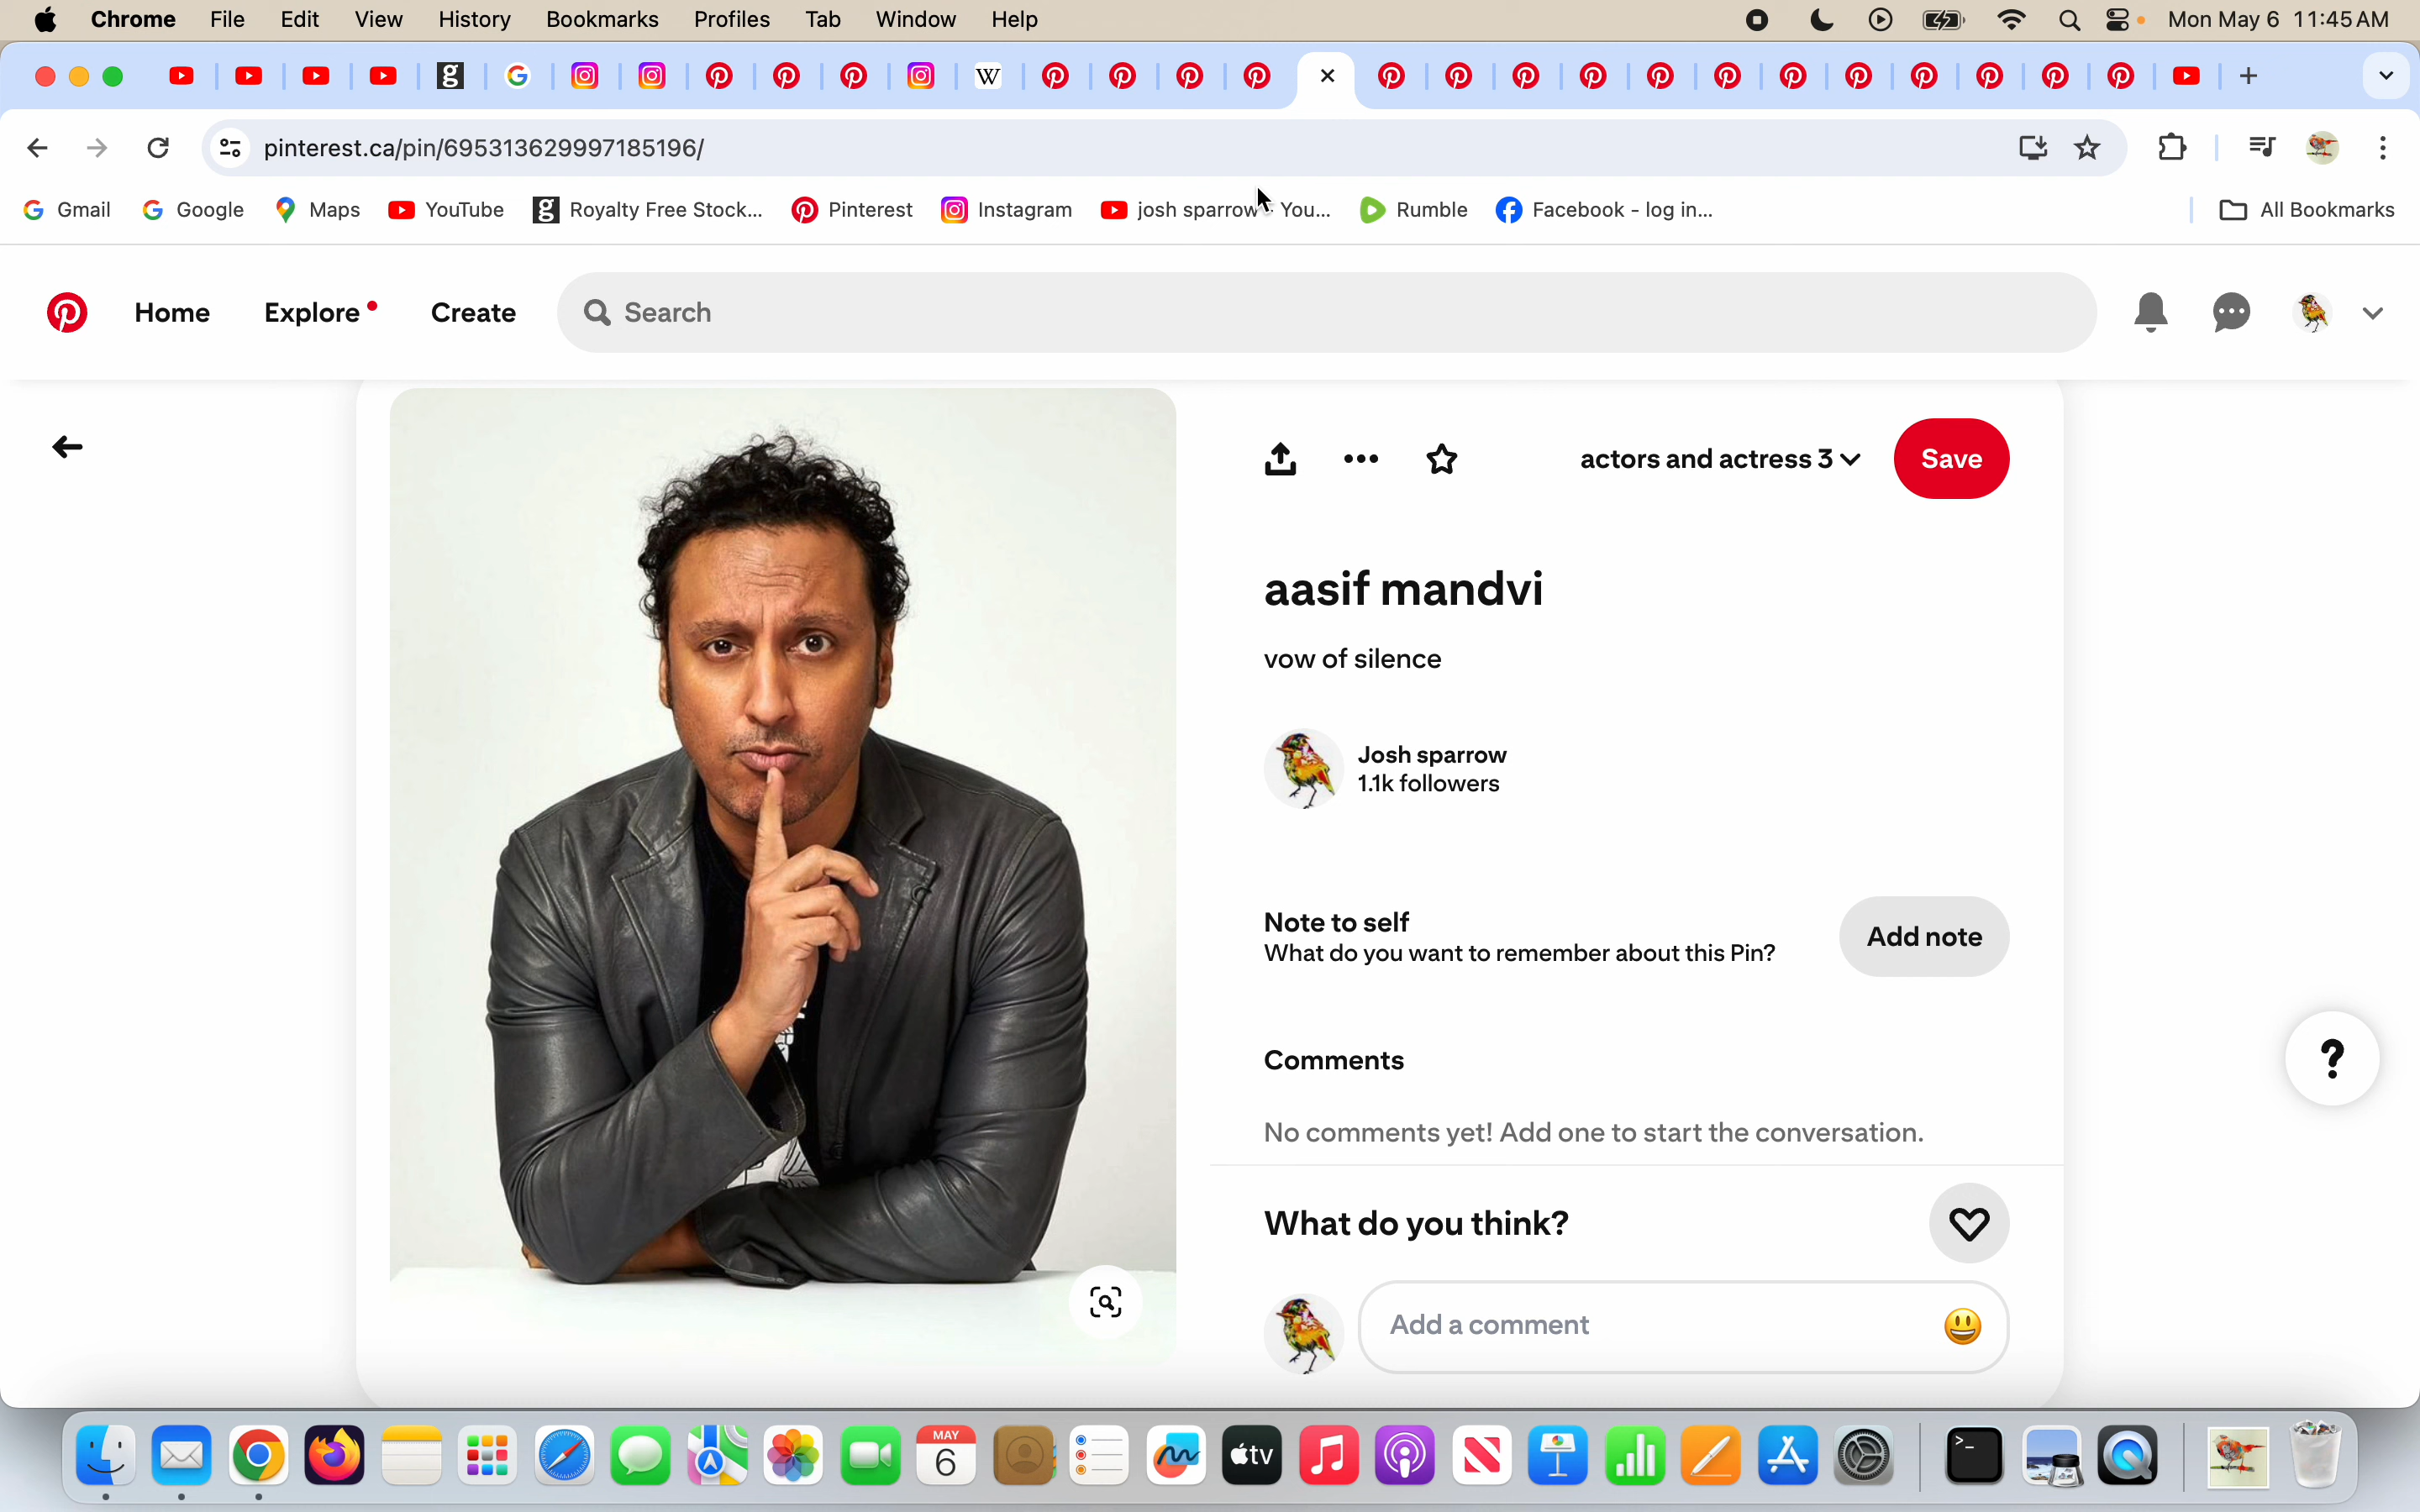 Chrome File Edit View History Bookmarks Profiles Tab Window Help Mon May 6 11:45 AM
g G W
pinterest.ca/pin/695313629997185196/
Gmail Google Maps YouTube Royalty Free Stock... Pinterest Instagram josh sparrow - You... Rumble Facebook - log in... All Bookmarks
Home Explore Create Search
actors and actress 3 Save
aasif mandvi
vow of silence
Josh sparrow
1.1k followers
Note to self
What do you want to remember about this Pin?
Add note
?
Comments
No comments yet! Add one to start the conversation.
What do you think?
Add a comment
MAY
6
tv